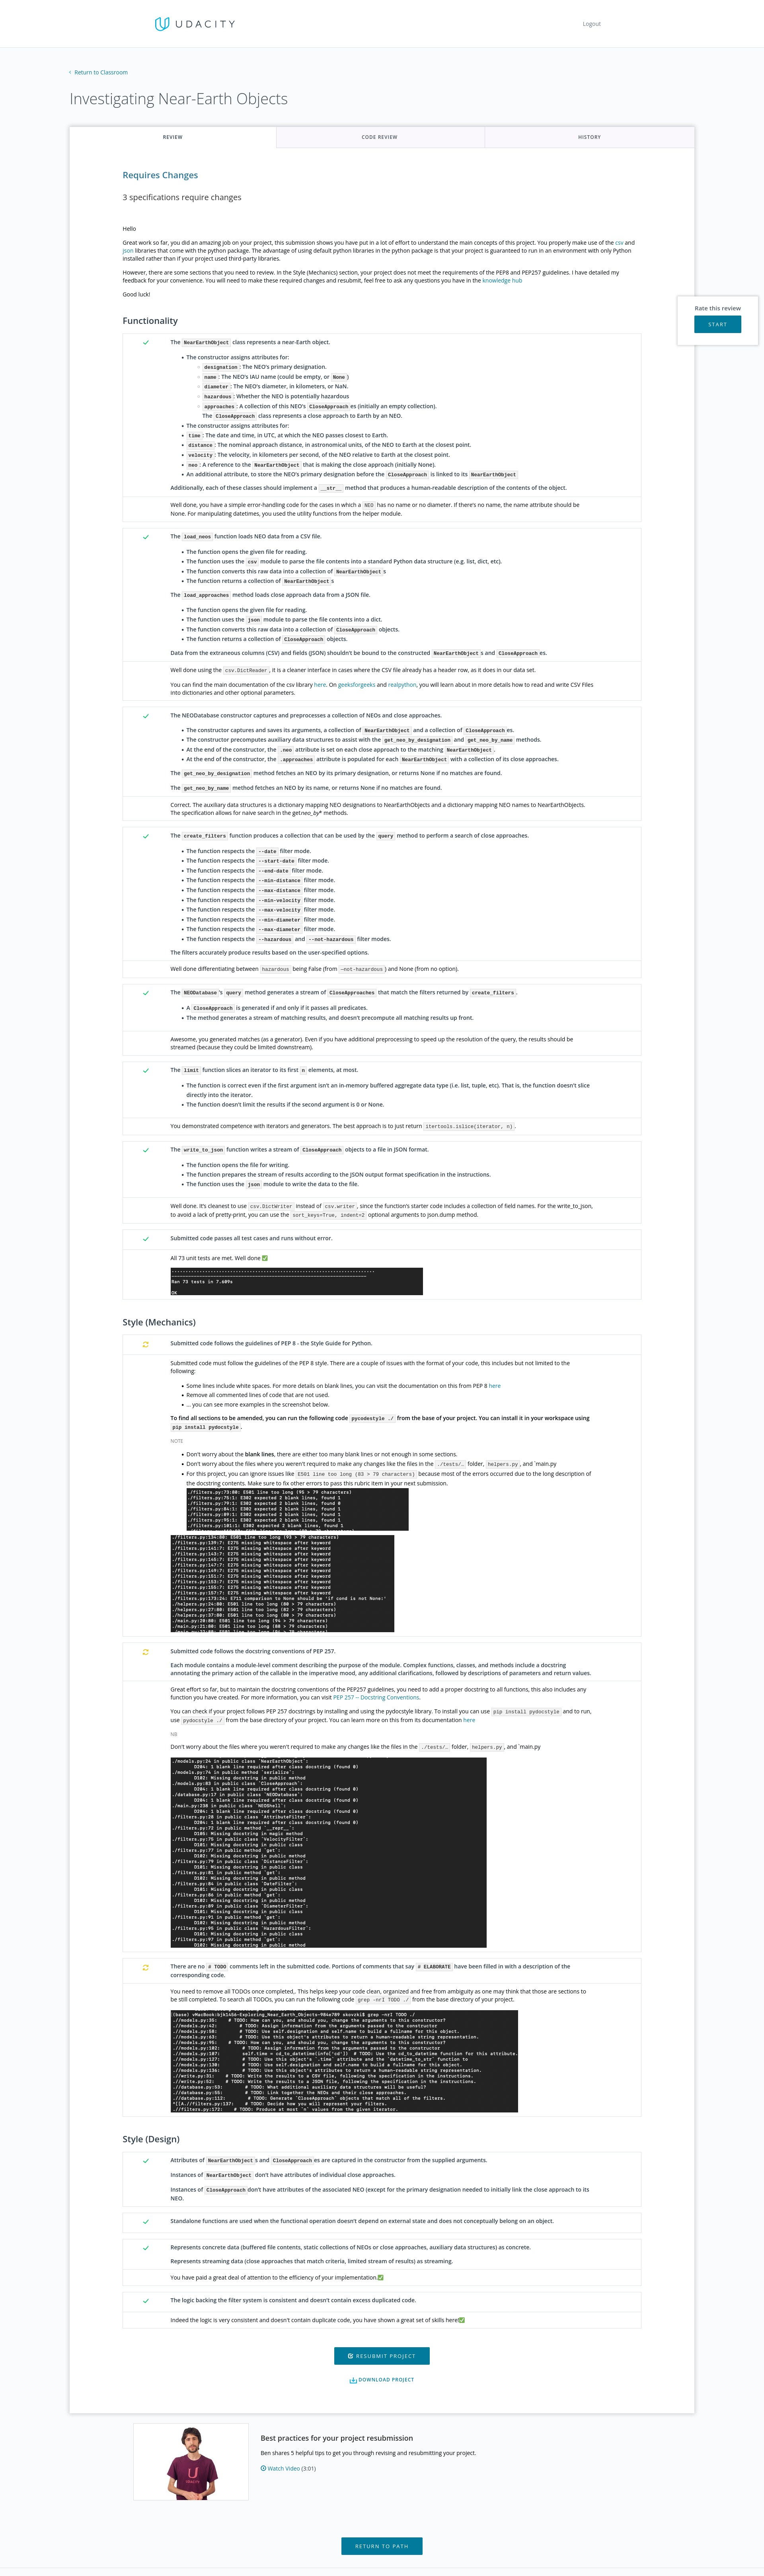 UDACITY
Logout
Return to Classroom
Investigating Near-Earth Objects
REVIEW
CODE REVIEW
HISTORY
Requires Changes
3 specifications require changes
Hello
Great work so far, you did an amazing job on your project, this submission shows you have put in a lot of effort to understand the main concepts of this project. You properly make use of the csv and
json libraries that come with the python package. The advantage of using default python libraries in the python package is that your project is guaranteed to run in an environment with only Python
installed rather than if your project used third-party libraries.
However, there are some sections that you need to review. In the Style (Mechanics) section, your project does not meet the requirements of the PEP8 and PEP257 guidelines. I have detailed my
feedback for your convenience. You will need to make these required changes and resubmit, feel free to ask any questions you have in the knowledge hub
Good luck!
Rate this review
START
Functionality
The NearEarthObject class represents a near-Earth object.
• The constructor assigns attributes for:
◦ designation : The NEO's primary designation.
◦ name : The NEO's IAU name (could be empty, or None )
◦ diameter : The NEO's diameter, in kilometers, or NaN.
◦ hazardous : Whether the NEO is potentially hazardous
◦ approaches : A collection of this NEO's CloseApproach es (initially an empty collection).
The CloseApproach class represents a close approach to Earth by an NEO.
• The constructor assigns attributes for:
• time : The date and time, in UTC, at which the NEO passes closest to Earth.
• distance : The nominal approach distance, in astronomical units, of the NEO to Earth at the closest point.
• velocity : The velocity, in kilometers per second, of the NEO relative to Earth at the closest point.
• neo : A reference to the NearEarthObject that is making the close approach (initially None).
• An additional attribute, to store the NEO's primary designation before the CloseApproach is linked to its NearEarthObject
Additionally, each of these classes should implement a __str__ method that produces a human-readable description of the contents of the object.
Well done, you have a simple error-handling code for the cases in which a NEO has no name or no diameter. If there's no name, the name attribute should be
None. For manipulating datetimes, you used the utility functions from the helper module.
The load_neos function loads NEO data from a CSV file.
• The function opens the given file for reading.
• The function uses the csv module to parse the file contents into a standard Python data structure (e.g. list, dict, etc).
• The function converts this raw data into a collection of NearEarthObject s
• The function returns a collection of NearEarthObject s
The load_approaches method loads close approach data from a JSON file.
• The function opens the given file for reading.
• The function uses the json module to parse the file contents into a dict.
• The function converts this raw data into a collection of CloseApproach objects.
• The function returns a collection of CloseApproach objects.
Data from the extraneous columns (CSV) and fields (JSON) shouldn't be bound to the constructed NearEarthObject s and CloseApproach es.
Well done using the csv.DictReader , it is a cleaner interface in cases where the CSV file already has a header row, as it does in our data set.
You can find the main documentation of the csv library here. On geeksforgeeks and realpython, you will learn about in more details how to read and write CSV Files
into dictionaries and other optional parameters.
The NEODatabase constructor captures and preprocesses a collection of NEOs and close approaches.
• The constructor captures and saves its arguments, a collection of NearEarthObject and a collection of CloseApproach es.
• The constructor precomputes auxiliary data structures to assist with the get_neo_by_designation and get_neo_by_name methods.
• At the end of the constructor, the .neo attribute is set on each close approach to the matching NearEarthObject .
• At the end of the constructor, the .approaches attribute is populated for each NearEarthObject with a collection of its close approaches.
The get_neo_by_designation method fetches an NEO by its primary designation, or returns None if no matches are found.
The get_neo_by_name method fetches an NEO by its name, or returns None if no matches are found.
Correct. The auxiliary data structures is a dictionary mapping NEO designations to NearEarthObjects and a dictionary mapping NEO names to NearEarthObjects.
The specification allows for naive search in the getneo_by* methods.
The create_filters function produces a collection that can be used by the query method to perform a search of close approaches.
• The function respects the --date filter mode.
• The function respects the --start-date filter mode.
• The function respects the --end-date filter mode.
• The function respects the --min-distance filter mode.
• The function respects the --max-distance filter mode.
• The function respects the --min-velocity filter mode.
• The function respects the --max-velocity filter mode.
• The function respects the --min-diameter filter mode.
• The function respects the --max-diameter filter mode.
• The function respects the --hazardous and --not-hazardous filter modes.
The filters accurately produce results based on the user-specified options.
Well done differentiating between hazardous being False (from —not-hazardous ) and None (from no option).
The NEODatabase 's query method generates a stream of CloseApproaches that match the filters returned by create_filters .
• A CloseApproach is generated if and only if it passes all predicates.
• The method generates a stream of matching results, and doesn't precompute all matching results up front.
Awesome, you generated matches (as a generator). Even if you have additional preprocessing to speed up the resolution of the query, the results should be
streamed (because they could be limited downstream).
The limit function slices an iterator to its first n elements, at most.
• The function is correct even if the first argument isn't an in-memory buffered aggregate data type (i.e. list, tuple, etc). That is, the function doesn't slice
directly into the iterator.
• The function doesn't limit the results if the second argument is 0 or None.
You demonstrated competence with iterators and generators. The best approach is to just return itertools.islice(iterator, n) .
The write_to_json function writes a stream of CloseApproach objects to a file in JSON format.
• The function opens the file for writing.
• The function prepares the stream of results according to the JSON output format specification in the instructions.
• The function uses the json module to write the data to the file.
Well done. It's cleanest to use csv.DictWriter instead of csv.writer , since the function's starter code includes a collection of field names. For the write_to_json,
to avoid a lack of pretty-print, you can use the sort_keys=True, indent=2 optional arguments to json.dump method.
Submitted code passes all test cases and runs without error.
All 73 unit tests are met. Well done ✅
Ran 73 tests in 7.609s
OK
Style (Mechanics)
Submitted code follows the guidelines of PEP 8 - the Style Guide for Python.
Submitted code must follow the guidelines of the PEP 8 style. There are a couple of issues with the format of your code, this includes but not limited to the
following:
• Some lines include white spaces. For more details on blank lines, you can visit the documentation on this from PEP 8 here
• Remove all commented lines of code that are not used.
• ... you can see more examples in the screenshot below.
To find all sections to be amended, you can run the following code pycodestyle ./ from the base of your project. You can install it in your workspace using
pip install pydocstyle .
NOTE
• Don't worry about the blank lines, there are either too many blank lines or not enough in some sections.
• Don't worry about the files where you weren't required to make any changes like the files in the ./tests/… folder, helpers.py , and `main.py
• For this project, you can ignore issues like E501 line too long (83 > 79 characters) because most of the errors occurred due to the long description of
the docstring contents. Make sure to fix other errors to pass this rubric item in your next submission.
./filters.py:73:80: E501 line too long (95 > 79 characters)
./filters.py:75:1: E302 expected 2 blank lines, found 1
./filters.py:79:1: E302 expected 2 blank lines, found 0
./filters.py:84:1: E302 expected 2 blank lines, found 1
./filters.py:89:1: E302 expected 2 blank lines, found 1
./filters.py:95:1: E302 expected 2 blank lines, found 1
./filters.py:101:1: E302 expected 2 blank lines, found 1
./filters.py:134:80: E501 line too long (93 > 79 characters)
./filters.py:139:7: E275 missing whitespace after keyword
./filters.py:141:7: E275 missing whitespace after keyword
./filters.py:143:7: E275 missing whitespace after keyword
./filters.py:145:7: E275 missing whitespace after keyword
./filters.py:147:7: E275 missing whitespace after keyword
./filters.py:149:7: E275 missing whitespace after keyword
./filters.py:151:7: E275 missing whitespace after keyword
./filters.py:153:7: E275 missing whitespace after keyword
./filters.py:155:7: E275 missing whitespace after keyword
./filters.py:157:7: E275 missing whitespace after keyword
./filters.py:173:24: E711 comparison to None should be 'if cond is not None:'
./helpers.py:24:80: E501 line too long (80 > 79 characters)
./helpers.py:27:80: E501 line too long (82 > 79 characters)
./helpers.py:37:80: E501 line too long (80 > 79 characters)
./main.py:20:80: E501 line too long (94 > 79 characters)
./main.py:21:80: E501 line too long (88 > 79 characters)
Submitted code follows the docstring conventions of PEP 257.
Each module contains a module-level comment describing the purpose of the module. Complex functions, classes, and methods include a docstring
annotating the primary action of the callable in the imperative mood, any additional clarifications, followed by descriptions of parameters and return values.
Great effort so far, but to maintain the docstring conventions of the PEP257 guidelines, you need to add a proper docstring to all functions, this also includes any
function you have created. For more information, you can visit PEP 257 -- Docstring Conventions.
You can check if your project follows PEP 257 docstrings by installing and using the pydocstyle library. To install you can use pip install pydocstyle and to run,
use pydocstyle ./ from the base directory of your project. You can learn more on this from its documentation here
NB
Don't worry about the files where you weren't required to make any changes like the files in the ./tests/… folder, helpers.py , and `main.py
./models.py:24 in public class `NearEarthObject`:
D204: 1 blank line required after class docstring (found 0)
./models.py:74 in public method `serialize`:
D102: Missing docstring in public method
./models.py:83 in public class `CloseApproach`:
D204: 1 blank line required after class docstring (found 0)
./database.py:17 in public class `NEODatabase`:
D204: 1 blank line required after class docstring (found 0)
./main.py:230 in public class `NEOShell`:
D204: 1 blank line required after class docstring (found 0)
./filters.py:28 in public class `AttributeFilter`:
D204: 1 blank line required after class docstring (found 0)
./filters.py:72 in public method `__repr__`:
D105: Missing docstring in magic method
./filters.py:75 in public class `VelocityFilter`:
D101: Missing docstring in public class
./filters.py:77 in public method `get`:
D102: Missing docstring in public method
./filters.py:79 in public class `DistanceFilter`:
D101: Missing docstring in public class
./filters.py:81 in public method `get`:
D102: Missing docstring in public method
./filters.py:84 in public class `DateFilter`:
D101: Missing docstring in public class
./filters.py:86 in public method `get`:
D102: Missing docstring in public method
./filters.py:89 in public class `DiameterFilter`:
D101: Missing docstring in public class
./filters.py:91 in public method `get`:
D102: Missing docstring in public method
./filters.py:95 in public class `HazardousFilter`:
D101: Missing docstring in public class
./filters.py:97 in public method `get`:
D102: Missing docstring in public method
There are no # TODO comments left in the submitted code. Portions of comments that say # ELABORATE have been filled in with a description of the
corresponding code.
You need to remove all TODOs once completed,. This helps keep your code clean, organized and free from ambiguity as one may think that those are sections to
be still completed. To search all TODOs, you can run the following code grep -nrI TODO ./ from the base directory of your project.
.//models.py:35: # TODO: How can you, and should you, change the arguments to this constructor?
.//models.py:42: # TODO: Assign information from the arguments passed to the constructor
.//models.py:58: # TODO: Use self.designation and self.name to build a fullname for this object.
.//models.py:65: # TODO: Use this object's attributes to return a human-readable string representation.
.//models.py:95: # TODO: How can you, and should you, change the arguments to this constructor?
.//models.py:102: # TODO: Assign information from the arguments passed to the constructor
.//models.py:107: self.time = cd_to_datetime(info['cd']) # TODO: Use the cd_to_datetime function for this attribute.
.//models.py:127: # TODO: Use this object's `.time` attribute and the `datetime_to_str` function to
.//models.py:130: # TODO: Use self.designation and self.name to build a fullname for this object.
.//models.py:136: # TODO: Use this object's attributes to return a human-readable string representation.
.//write.py:31: # TODO: Write the results to a CSV file, following the specification in the instructions.
.//write.py:52: # TODO: Write the results to a JSON file, following the specification in the instructions.
.//database.py:53: # TODO: What additional auxiliary data structures will be useful?
.//database.py:55: # TODO: Link together the NEOs and their close approaches.
.//database.py:112: # TODO: Generate `CloseApproach` objects that match all of the filters.
^[[A.//filters.py:137: # TODO: Decide how you will represent your filters.
.//filters.py:172: # TODO: Produce at most `n` values from the given iterator.
Style (Design)
Attributes of NearEarthObject s and CloseApproach es are captured in the constructor from the supplied arguments.
Instances of NearEarthObject don't have attributes of individual close approaches.
Instances of CloseApproach don't have attributes of the associated NEO (except for the primary designation needed to initially link the close approach to its
NEO.
Standalone functions are used when the functional operation doesn't depend on external state and does not conceptually belong on an object.
Represents concrete data (buffered file contents, static collections of NEOs or close approaches, auxiliary data structures) as concrete.
Represents streaming data (close approaches that match criteria, limited stream of results) as streaming.
You have paid a great deal of attention to the efficiency of your implementation.✅
The logic backing the filter system is consistent and doesn't contain excess duplicated code.
Indeed the logic is very consistent and doesn't contain duplicate code, you have shown a great set of skills here!✅
RESUBMIT PROJECT
DOWNLOAD PROJECT
Best practices for your project resubmission
Ben shares 5 helpful tips to get you through revising and resubmitting your project.
Watch Video (3:01)
RETURN TO PATH